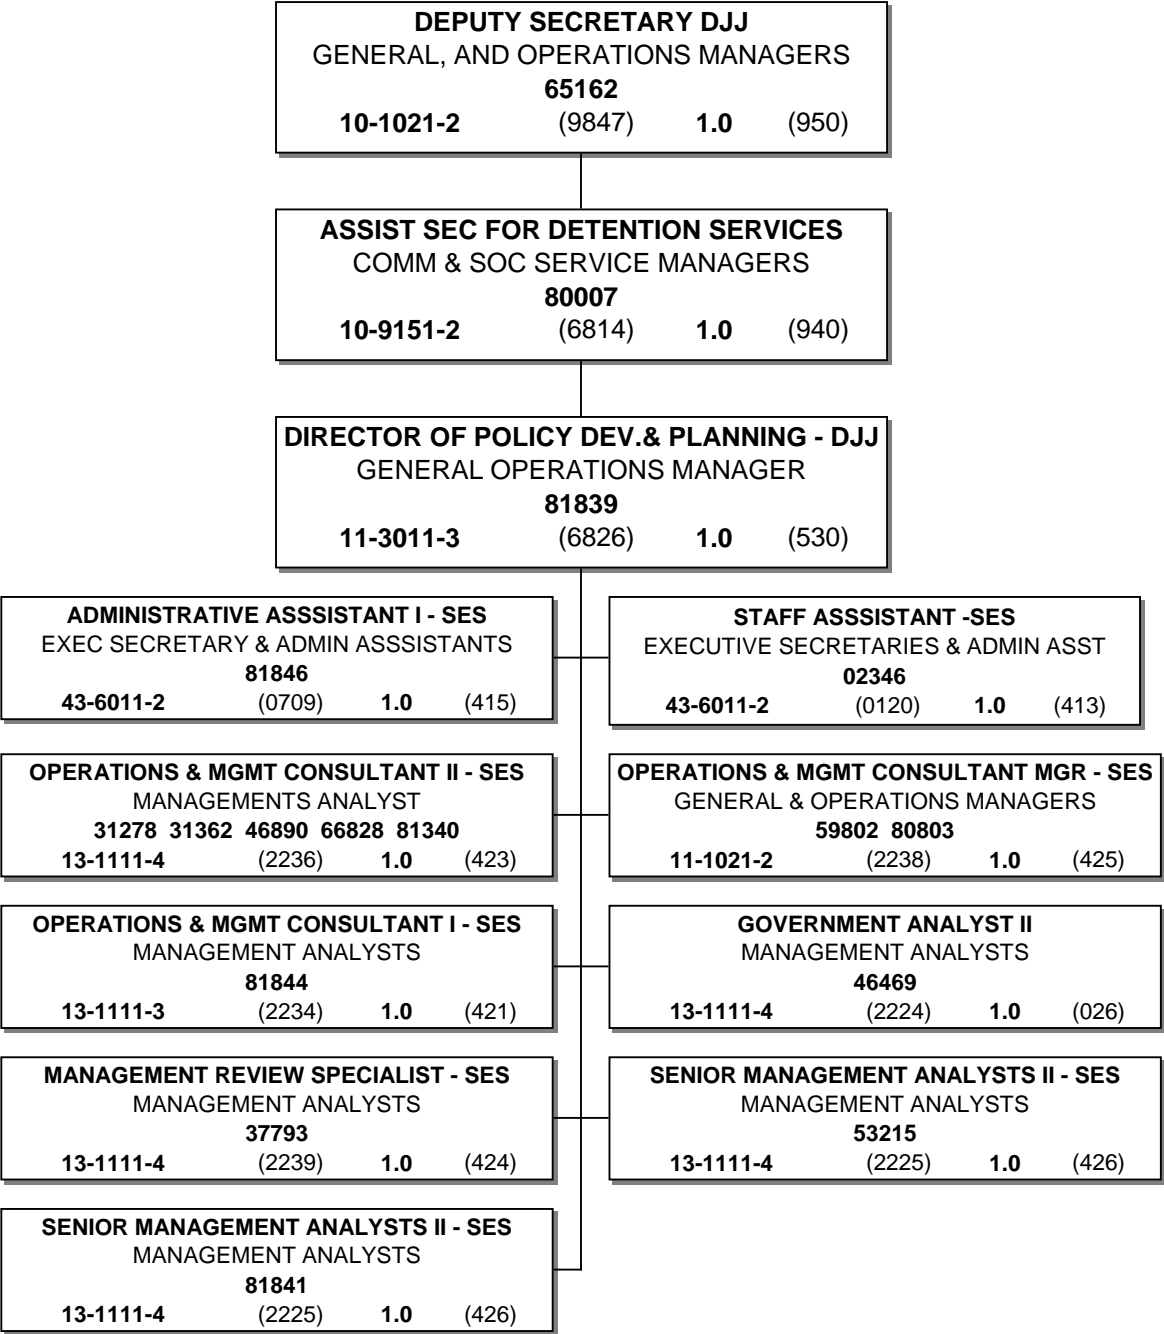 DEPUTY SECRETARY DJJ
GENERAL, AND OPERATIONS MANAGERS
65162
10-1021-2 (9847) 1.0 (950)
ASSIST SEC FOR DETENTION SERVICES
COMM & SOC SERVICE MANAGERS
80007
10-9151-2 (6814) 1.0 (940)
DIRECTOR OF POLICY DEV.& PLANNING - DJJ
GENERAL OPERATIONS MANAGER
81839
11-3011-3 (6826) 1.0 (530)
ADMINISTRATIVE ASSSISTANT I - SES
EXEC SECRETARY & ADMIN ASSSISTANTS
81846
43-6011-2 (0709) 1.0 (415)
STAFF ASSSISTANT -SES
EXECUTIVE SECRETARIES & ADMIN ASST
02346
43-6011-2 (0120) 1.0 (413)
OPERATIONS & MGMT CONSULTANT II - SES
MANAGEMENTS ANALYST
31278 31362 46890 66828 81340
13-1111-4 (2236) 1.0 (423)
OPERATIONS & MGMT CONSULTANT MGR - SES
GENERAL & OPERATIONS MANAGERS
59802 80803
11-1021-2 (2238) 1.0 (425)
OPERATIONS & MGMT CONSULTANT I - SES
MANAGEMENT ANALYSTS
81844
13-1111-3 (2234) 1.0 (421)
GOVERNMENT ANALYST II
MANAGEMENT ANALYSTS
46469
13-1111-4 (2224) 1.0 (026)
MANAGEMENT REVIEW SPECIALIST - SES
MANAGEMENT ANALYSTS
37793
13-1111-4 (2239) 1.0 (424)
SENIOR MANAGEMENT ANALYSTS II - SES
MANAGEMENT ANALYSTS
53215
13-1111-4 (2225) 1.0 (426)
SENIOR MANAGEMENT ANALYSTS II - SES
MANAGEMENT ANALYSTS
81841
13-1111-4 (2225) 1.0 (426)